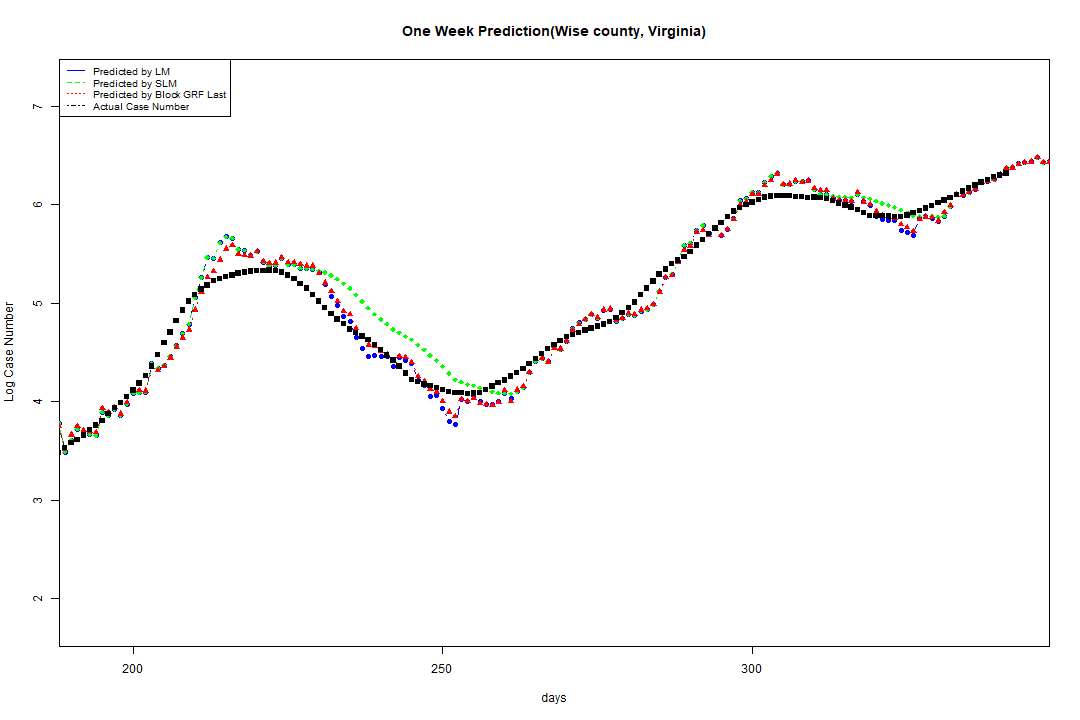 One Week Prediction(Wise county, Virginia)
Predicted by LM
Predicted by SLM
Predicted by Block GRF Last
Actual Case Number
7
6
5
4
3
2
Log Case Number
200
250
300
days